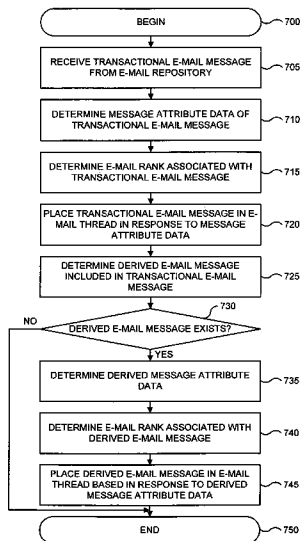 BEGIN
700
RECEIVE TRANSACTIONAL E-MAIL MESSAGE
FROM E-MAIL REPOSITORY
705
DETERMINE MESSAGE ATTRIBUTE DATA OF
TRANSACTIONAL E-MAIL MESSAGE
710
DETERMINE E-MAIL RANK ASSOCIATED WITH
TRANSACTIONAL E-MAIL MESSAGE
715
PLACE TRANSACTIONAL E-MAIL MESSAGE IN E-
MAIL THREAD IN RESPONSE TO MESSAGE
ATTRIBUTE DATA
720
DETERMINE DERIVED E-MAIL MESSAGE
INCLUDED IN TRANSACTIONAL E-MAIL
MESSAGE
725
730
NO
DERIVED E-MAIL MESSAGE EXISTS?
YES
DETERMINE DERIVED MESSAGE ATTRIBUTE
DATA
735
DETERMINE E-MAIL RANK ASSOCIATED WITH
DERIVED E-MAIL MESSAGE
740
PLACE DERIVED E-MAIL MESSAGE IN E-MAIL
THREAD BASED IN RESPONSE TO DERIVED
MESSAGE ATTRIBUTE DATA
745
END
750